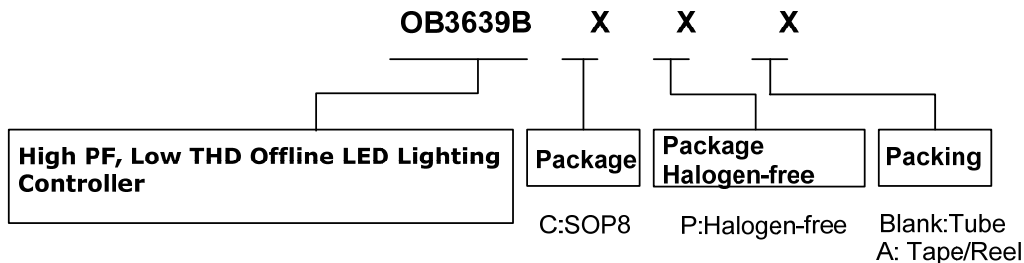 OB3639B X X X
High PF, Low THD Offline LED Lighting
Controller
Package
Package
Halogen-free
Packing
C:SOP8
P:Halogen-free
Blank:Tube
A: Tape/Reel